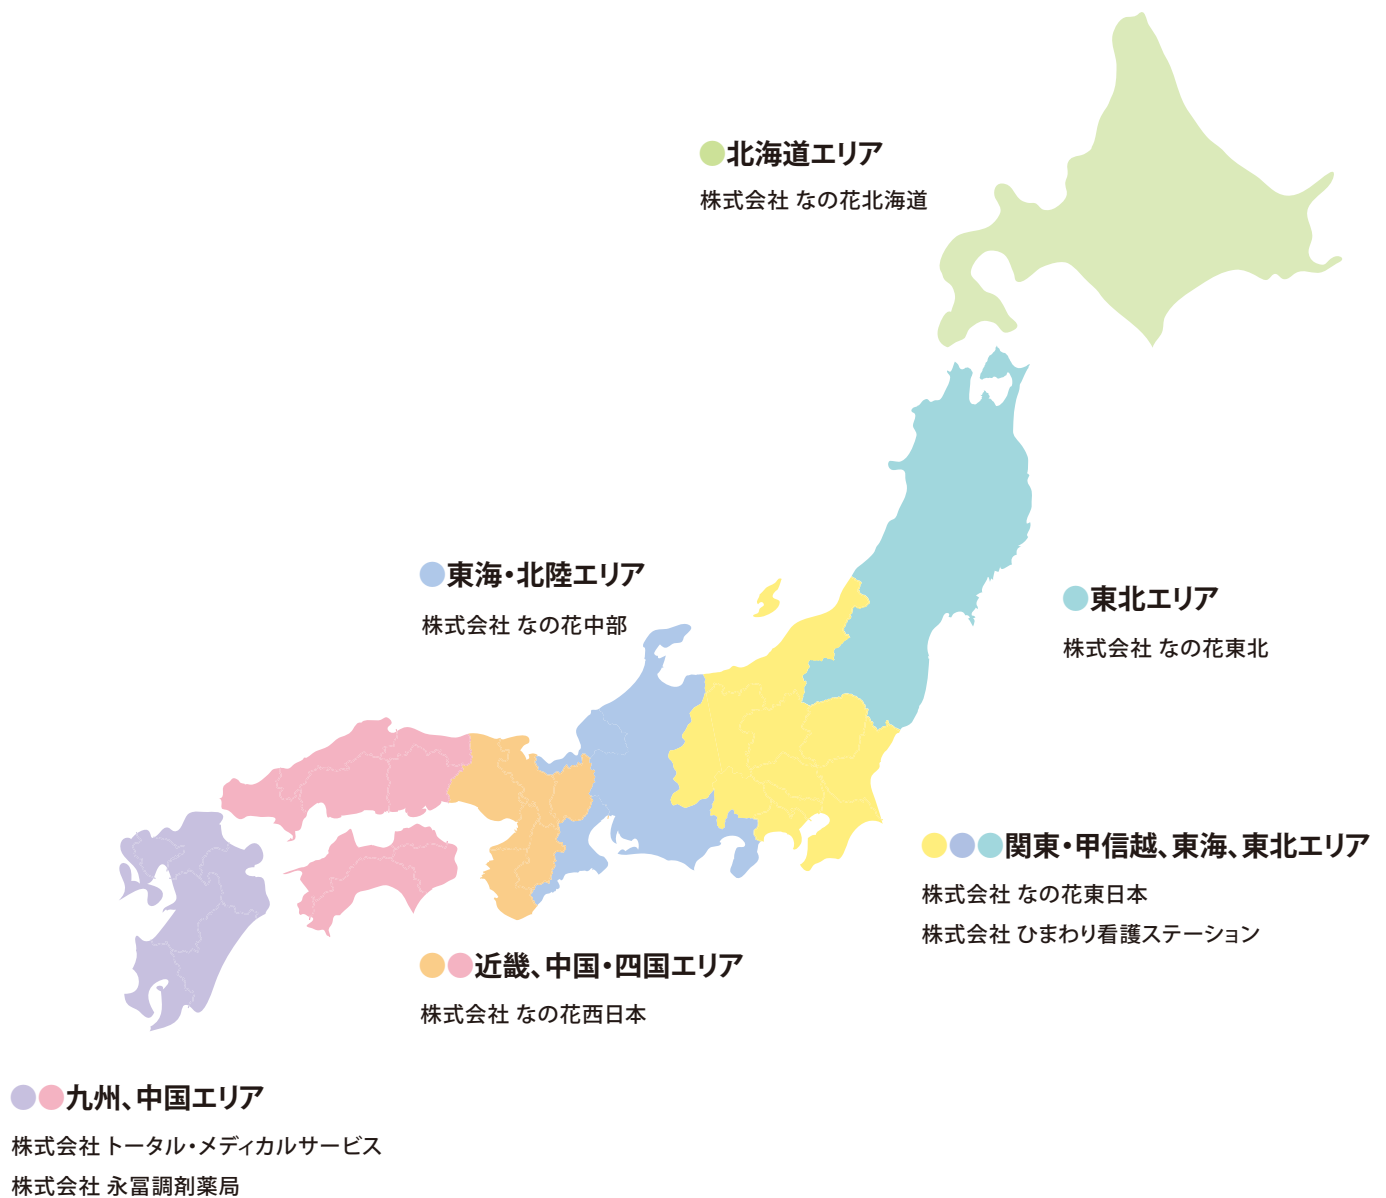 北海道エリア
株式会社 なの花北海道
東海・北陸エリア
株式会社 なの花中部
東北エリア
株式会社 なの花東北
関東・甲信越、東海、東北エリア
株式会社 なの花東日本
株式会社 ひまわり看護ステーション
近畿、中国・四国エリア
株式会社 なの花西日本
九州、中国エリア
株式会社 トータル・メディカルサービス
株式会社 永冨調剤薬局